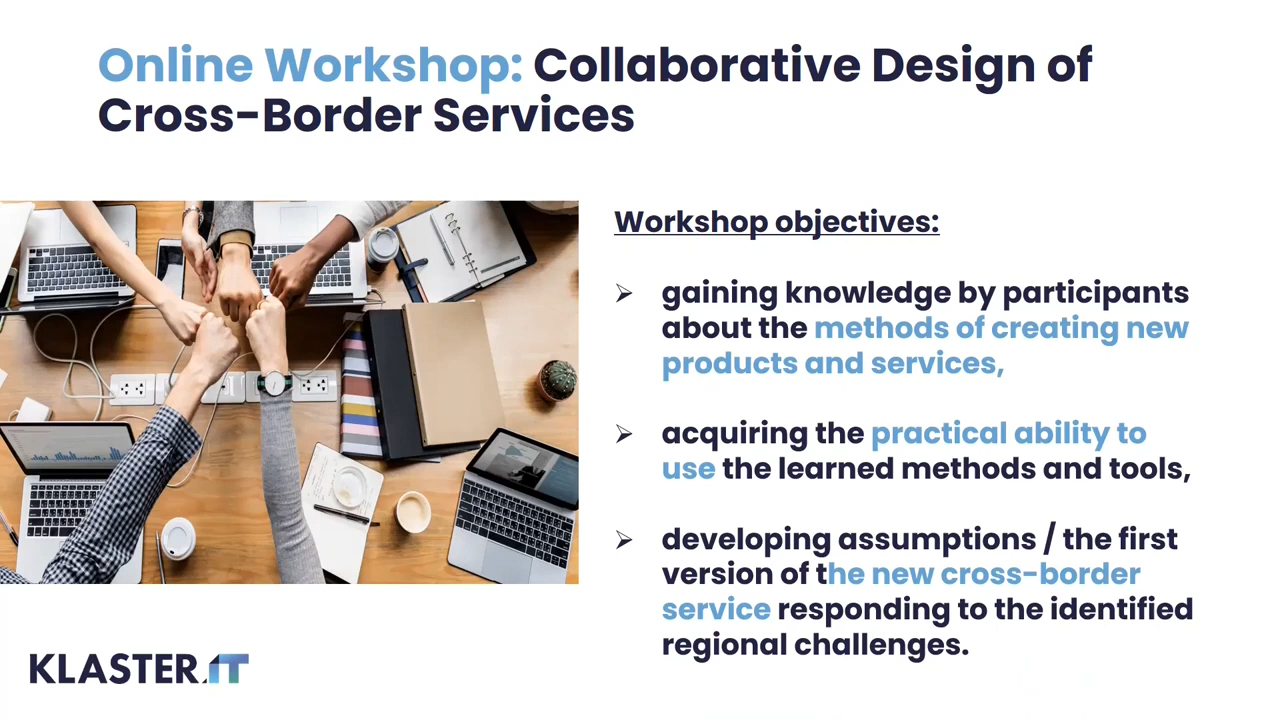 Online Workshop: Collaborative Design of
Cross-Border Services
Workshop objectives:
➢ gaining knowledge by participants
about the methods of creating new
products and services,
➢ acquiring the practical ability to
use the learned methods and tools,
➢ developing assumptions / the first
version of the new cross-border
service responding to the identified
regional challenges.
KLASTER.IT